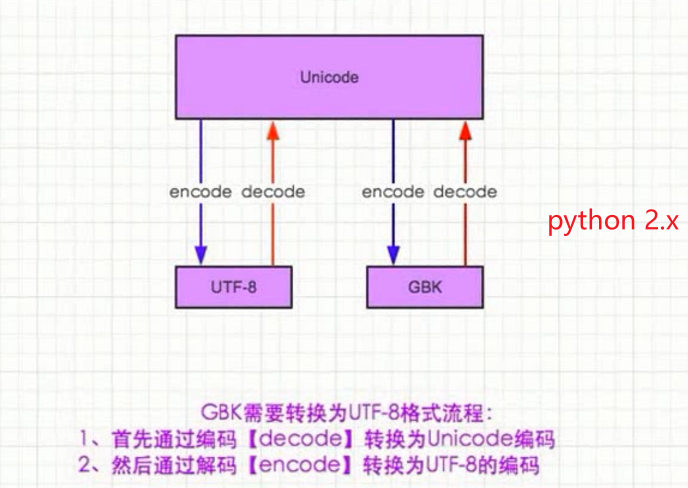 Unicode
encode decode encode decode
python 2.x
UTF-8 GBK
GBK需要转换为UTF-8格式流程：
1、首先通过编码【decode】转换为Unicode编码
2、然后通过解码【encode】转换为UTF-8的编码